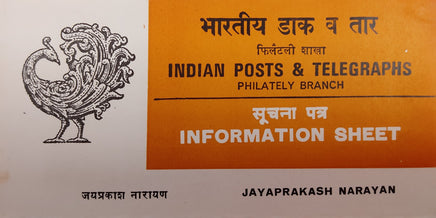 भारतीय डाक व तार
फिलैटली शाखा
INDIAN POSTS & TELEGRAPHS
PHILATELY BRANCH
सूचना पत्र
INFORMATION SHEET
जयप्रकाश नारायण
JAYAPRAKASH NARAYAN